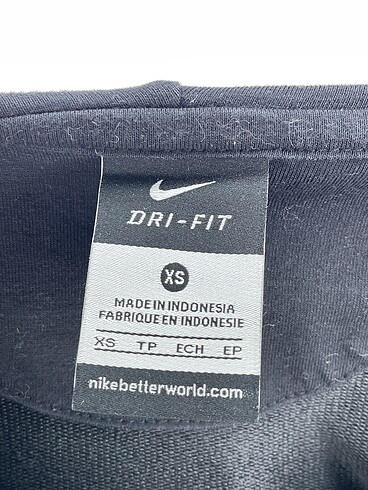 DRI-FIT
XS
MADE IN INDONESIA
FABRIQUE EN INDONESIE
XS TP ECH EP
nikebetterworld.com